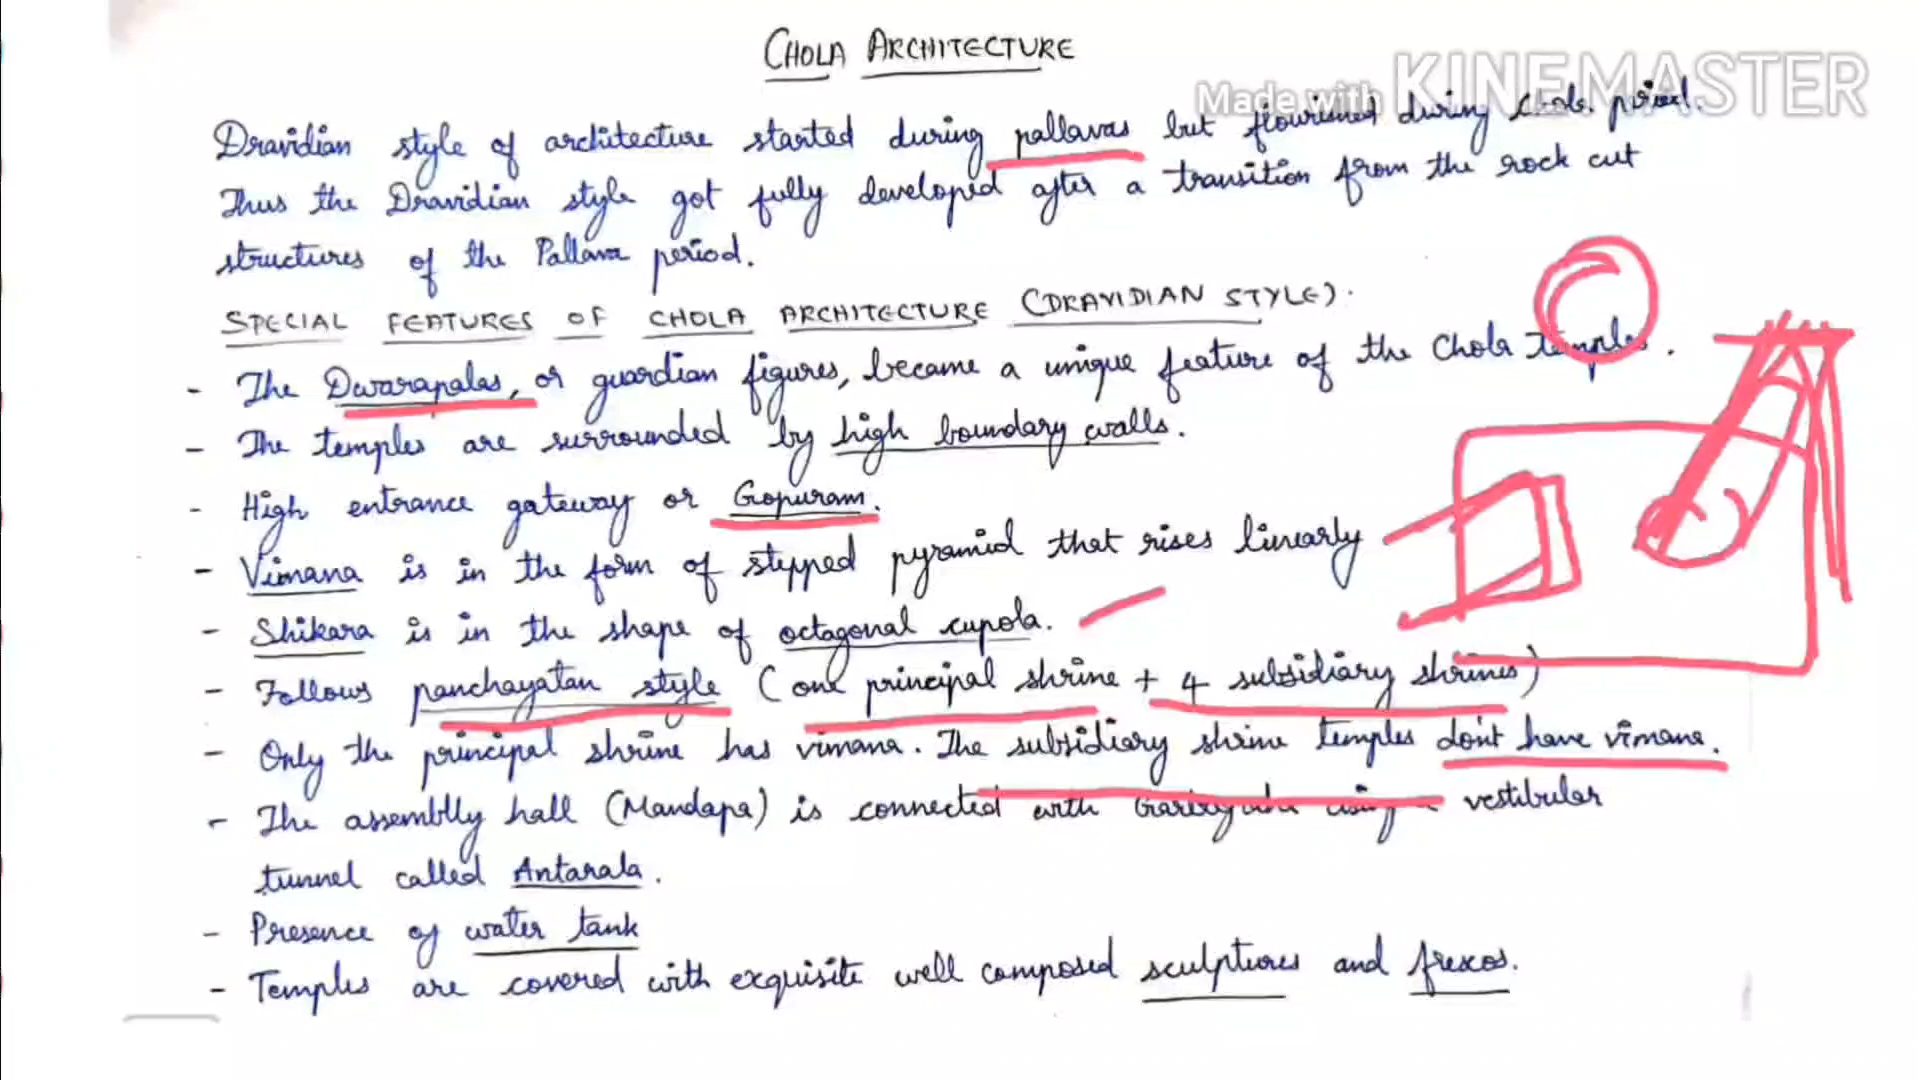 CHOLA ARCHITECTURE
Made with KINEMASTER
Dravidian style of architecture started during pallavas but flourished during Chola period.
Thus the Dravidian style got fully developed after a transition from the rock cut
structures of the Pallava period.
SPECIAL FEATURES OF CHOLA ARCHITECTURE (DRAVIDIAN STYLE).
- The Dwarapalas, or guardian figures, became a unique feature of the Chola temples.
- The temples are surrounded by high boundary walls.
- High entrance gateway or Gopuram.
- Vimana is in the form of stepped pyramid that rises linearly
- Shikara is in the shape of octagonal cupola.
- Follows panchayatan style (one principal shrine + 4 subsidiary shrines)
- Only the principal shrine has vimana. The subsidiary shrine temples don't have vimana.
- The assemblly hall (Mandapa) is connected with using vestibular
tunnel called Antarala.
- Presence of water tank
- Temples are covered with exquisite well composed sculptures and frexos.